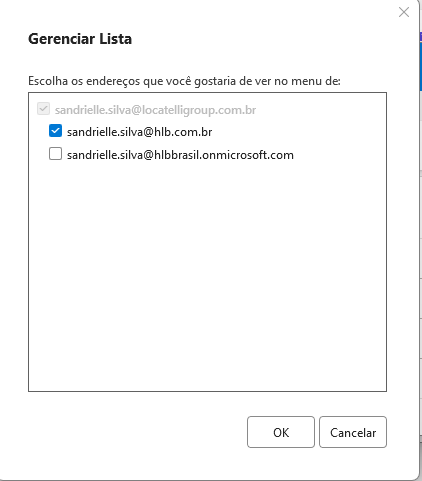 Gerenciar Lista
Escolha os endereços que você gostaria de ver no menu de:
sandrielle.silva@locatelligroup.com.br
sandrielle.silva@hlb.com.br
sandrielle.silva@hlbbrasil.onmicrosoft.com
OK
Cancelar